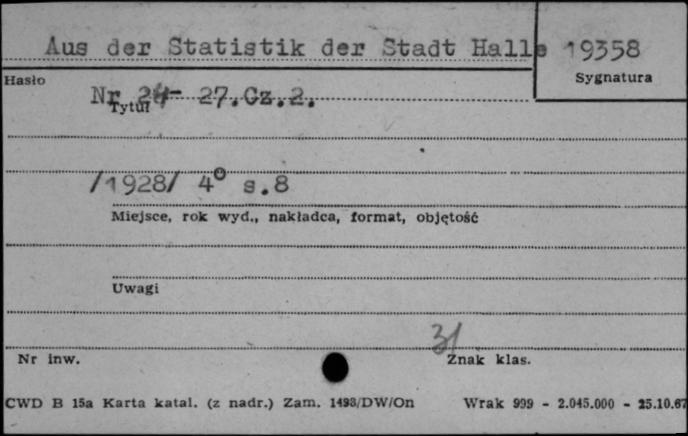 Aus der Statistik der Stadt Halle 19358
Hasło Sygnatura
Nr 24- 27.Cz.2.
Tytuł
/1928/ 4° s.8
Miejsce, rok wyd., nakładca, format, objętość
Uwagi
31
Nr inw. Znak klas.
CWD B 15a Karta katal. (z nadr.) Zam. 1493/DW/On Wrak 999 - 2.045.000 - 25.10.67